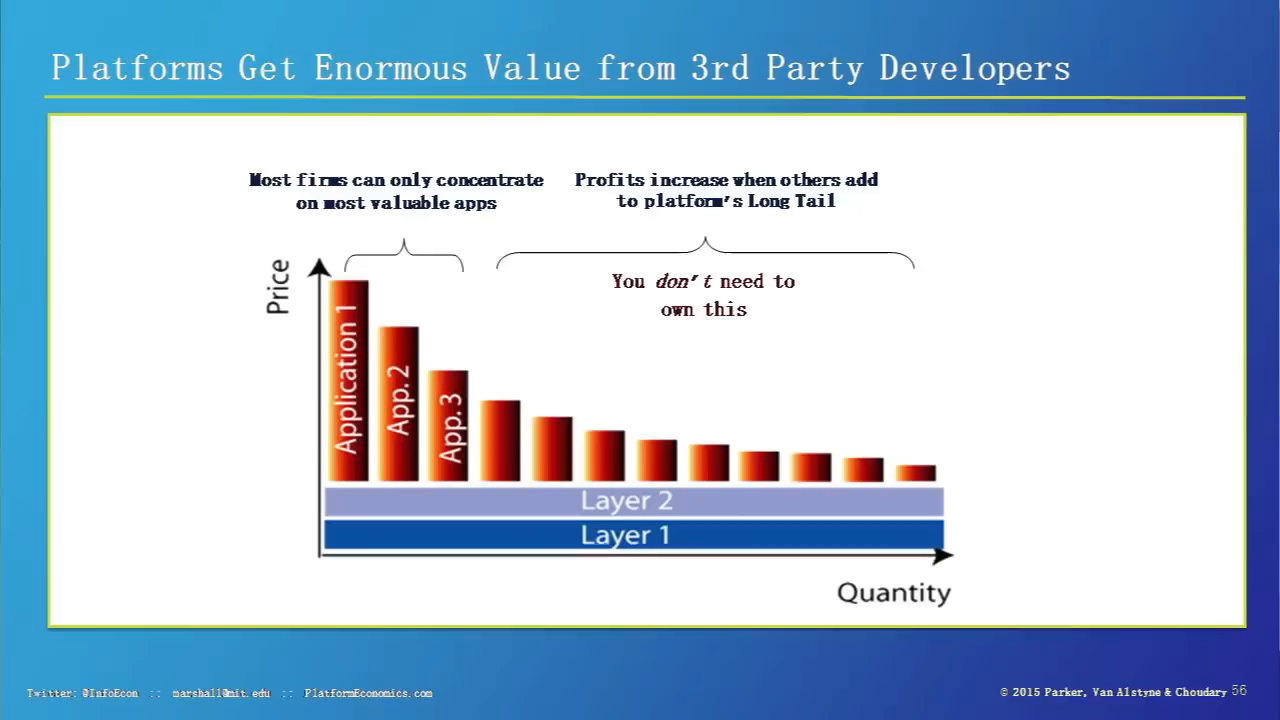 Platforms Get Enormous Value from 3rd Party Developers
Most firms can only concentrate
on most valuable apps
Profits increase when others add
to platform's Long Tail
You don't need to
own this
Price
Application 1
App. 2
App. 3
Layer 2
Layer 1
Quantity
Twitter: @InfoEcon :: marshall@mit.edu :: PlatformEconomics.com
© 2015 Parker, Van Alstyne & Choudary 56